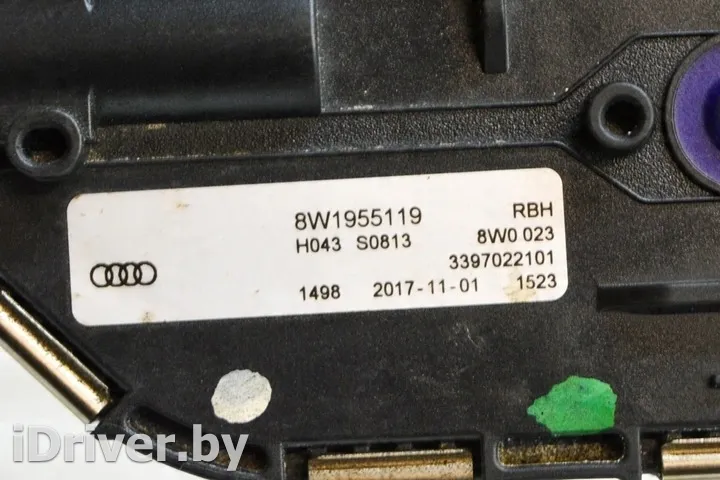 8W1955119 RBH
H043 S0813 8W0 023
3397022101
1498 2017-11-01 1523
iDriver.by